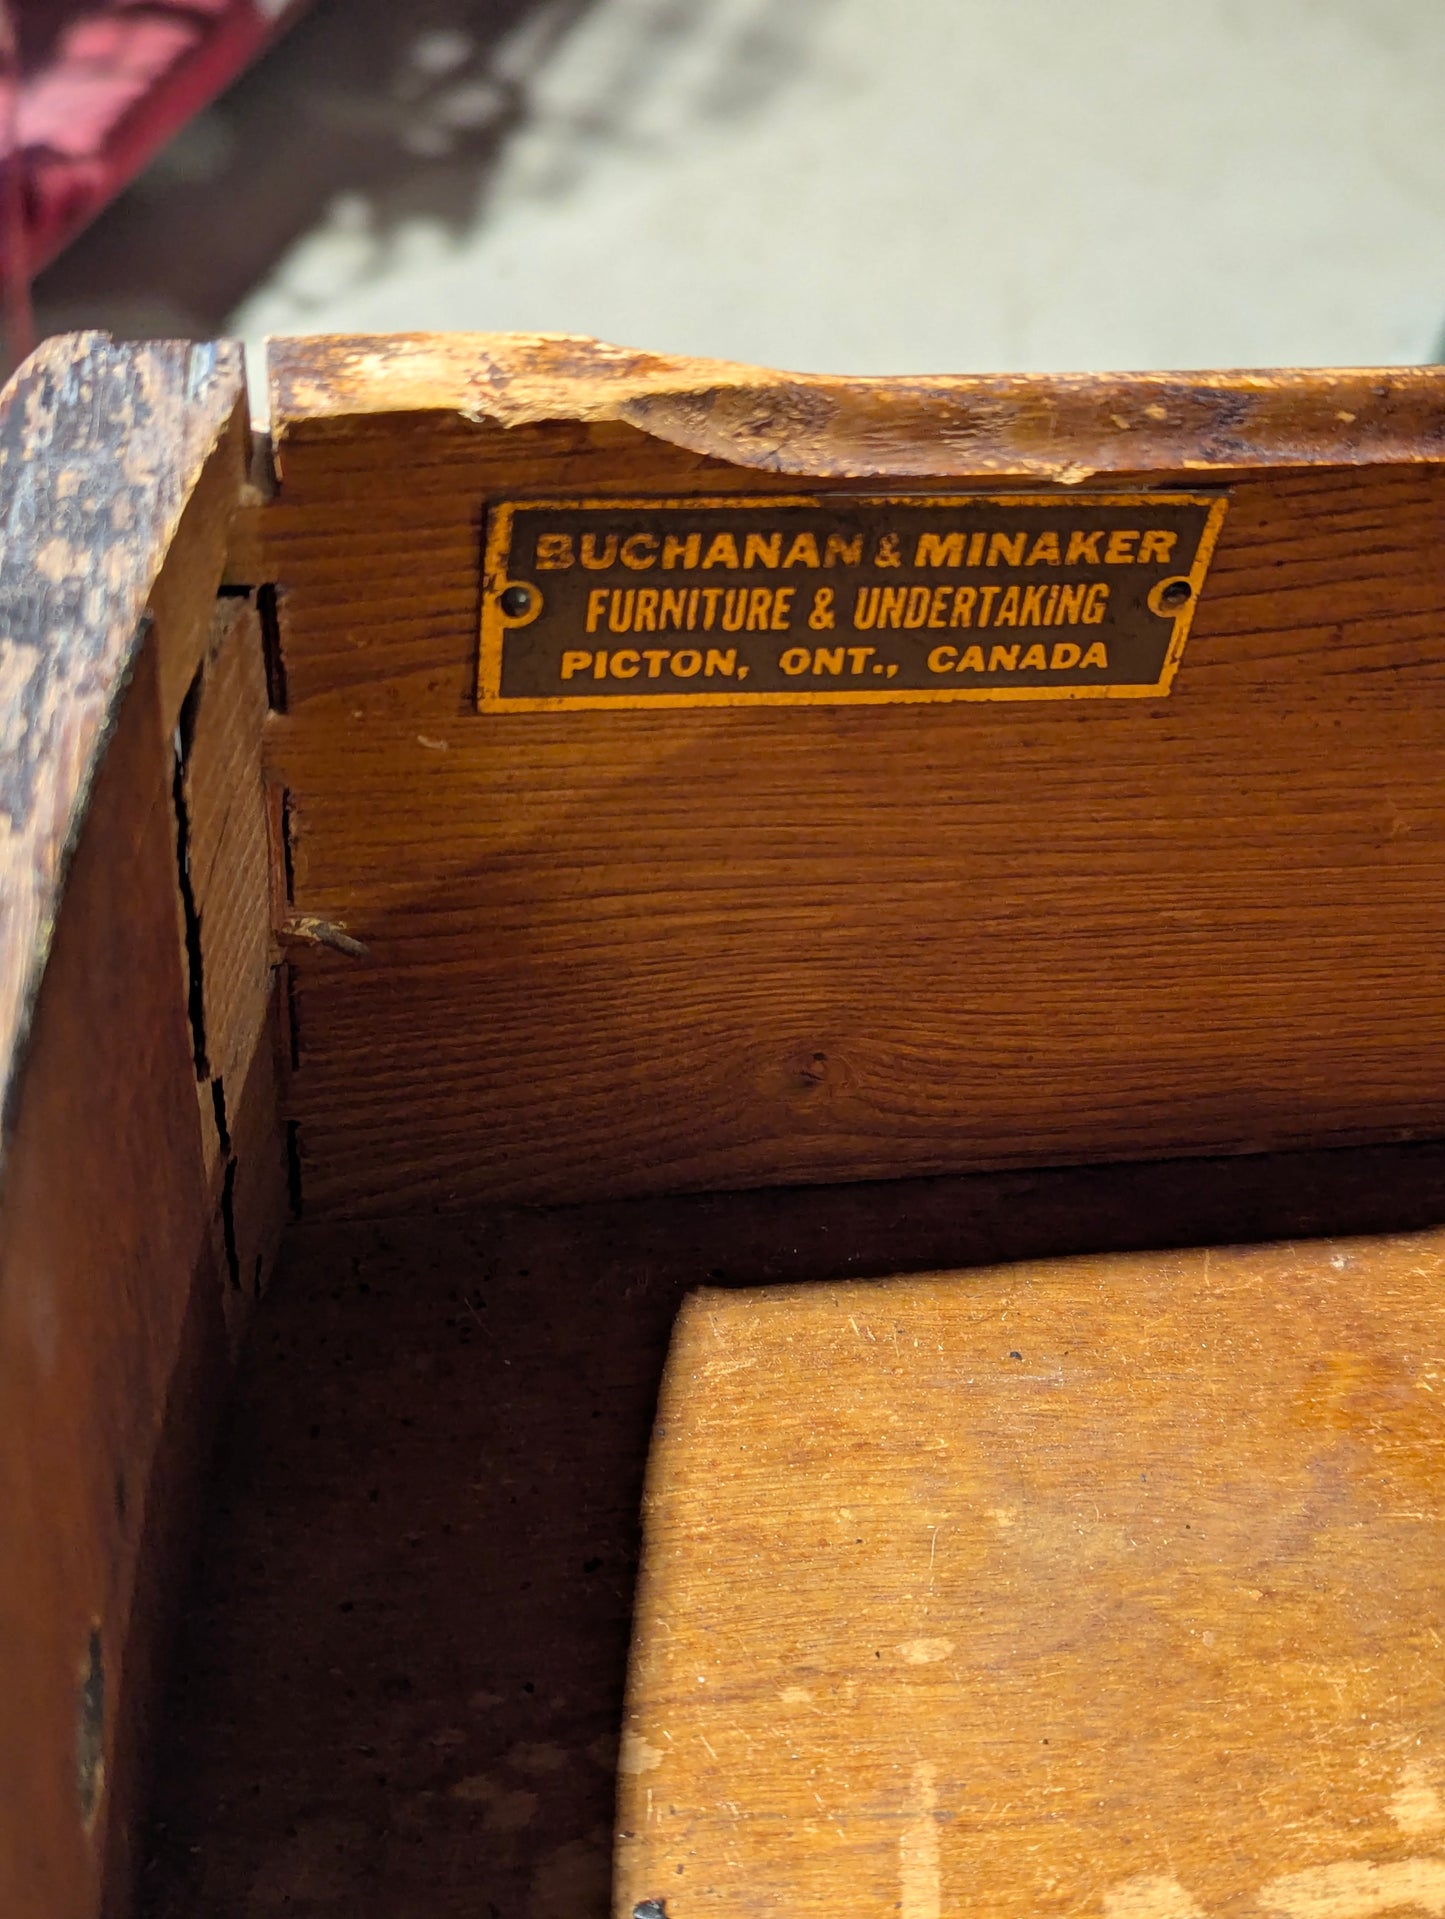 BUCHANAN & MINAKER
FURNITURE & UNDERTAKING
PICTON, ONT., CANADA